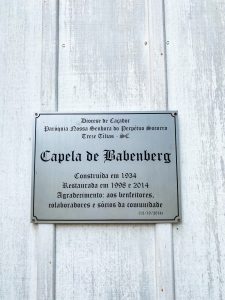 Diocese de Caçador
Paróquia Nossa Senhora do Perpétuo Socorro
Treze Tílias - SC
Capela de Babenberg
Construída em 1934
Restaurada em 1998 e 2014
Agradecimento: aos benfeitores,
colaboradores e sócios da comunidade